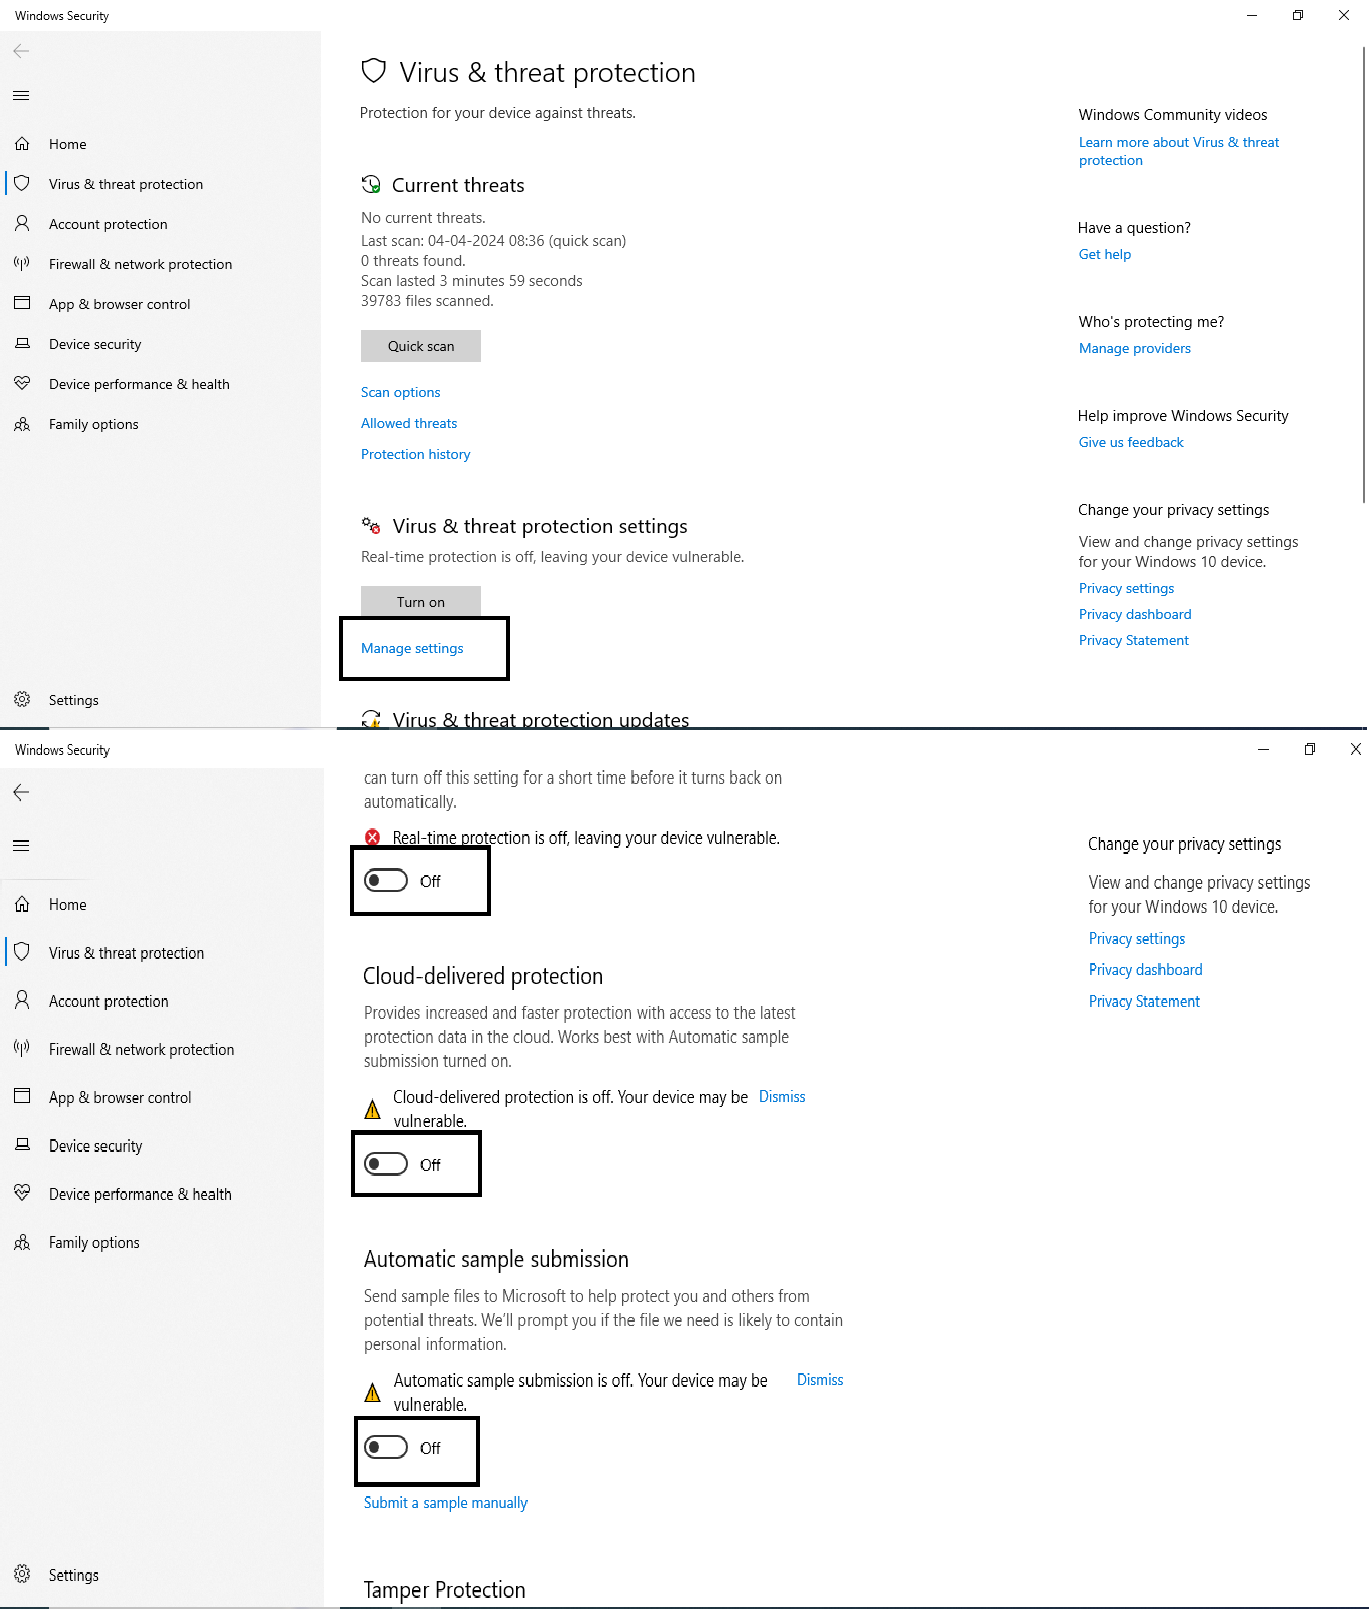 Windows Security
Home
Virus & threat protection
Account protection
Firewall & network protection
App & browser control
Device security
Device performance & health
Family options
Settings
Virus & threat protection
Protection for your device against threats.
Current threats
No current threats.
Last scan: 04-04-2024 08:36 (quick scan)
0 threats found.
Scan lasted 3 minutes 59 seconds
39783 files scanned.
Quick scan
Scan options
Allowed threats
Protection history
Virus & threat protection settings
Real-time protection is off, leaving your device vulnerable.
Turn on
Manage settings
Virus & threat protection updates
Windows Community videos
Learn more about Virus & threat
protection
Have a question?
Get help
Who's protecting me?
Manage providers
Help improve Windows Security
Give us feedback
Change your privacy settings
View and change privacy settings
for your Windows 10 device.
Privacy settings
Privacy dashboard
Privacy Statement
Windows Security
Home
Virus & threat protection
Account protection
Firewall & network protection
App & browser control
Device security
Device performance & health
Family options
Settings
can turn off this setting for a short time before it turns back on
automatically.
Real-time protection is off, leaving your device vulnerable.
Off
Cloud-delivered protection
Provides increased and faster protection with access to the latest
protection data in the cloud. Works best with Automatic sample
submission turned on.
Cloud-delivered protection is off. Your device may be Dismiss
vulnerable.
Off
Automatic sample submission
Send sample files to Microsoft to help protect you and others from
potential threats. We'll prompt you if the file we need is likely to contain
personal information.
Automatic sample submission is off. Your device may be Dismiss
vulnerable.
Off
Submit a sample manually
Tamper Protection
Change your privacy settings
View and change privacy settings
for your Windows 10 device.
Privacy settings
Privacy dashboard
Privacy Statement